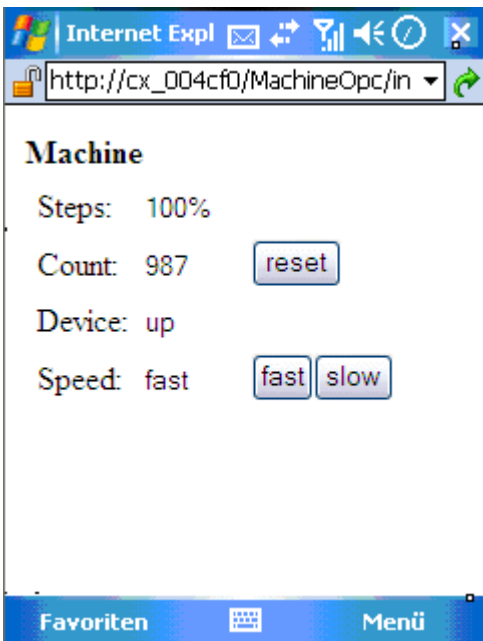 Internet Expl
http://cx_004cf0/MachineOpc/in
Machine
Steps: 100%
Count: 987 reset
Device: up
Speed: fast fast slow
Favoriten Menü